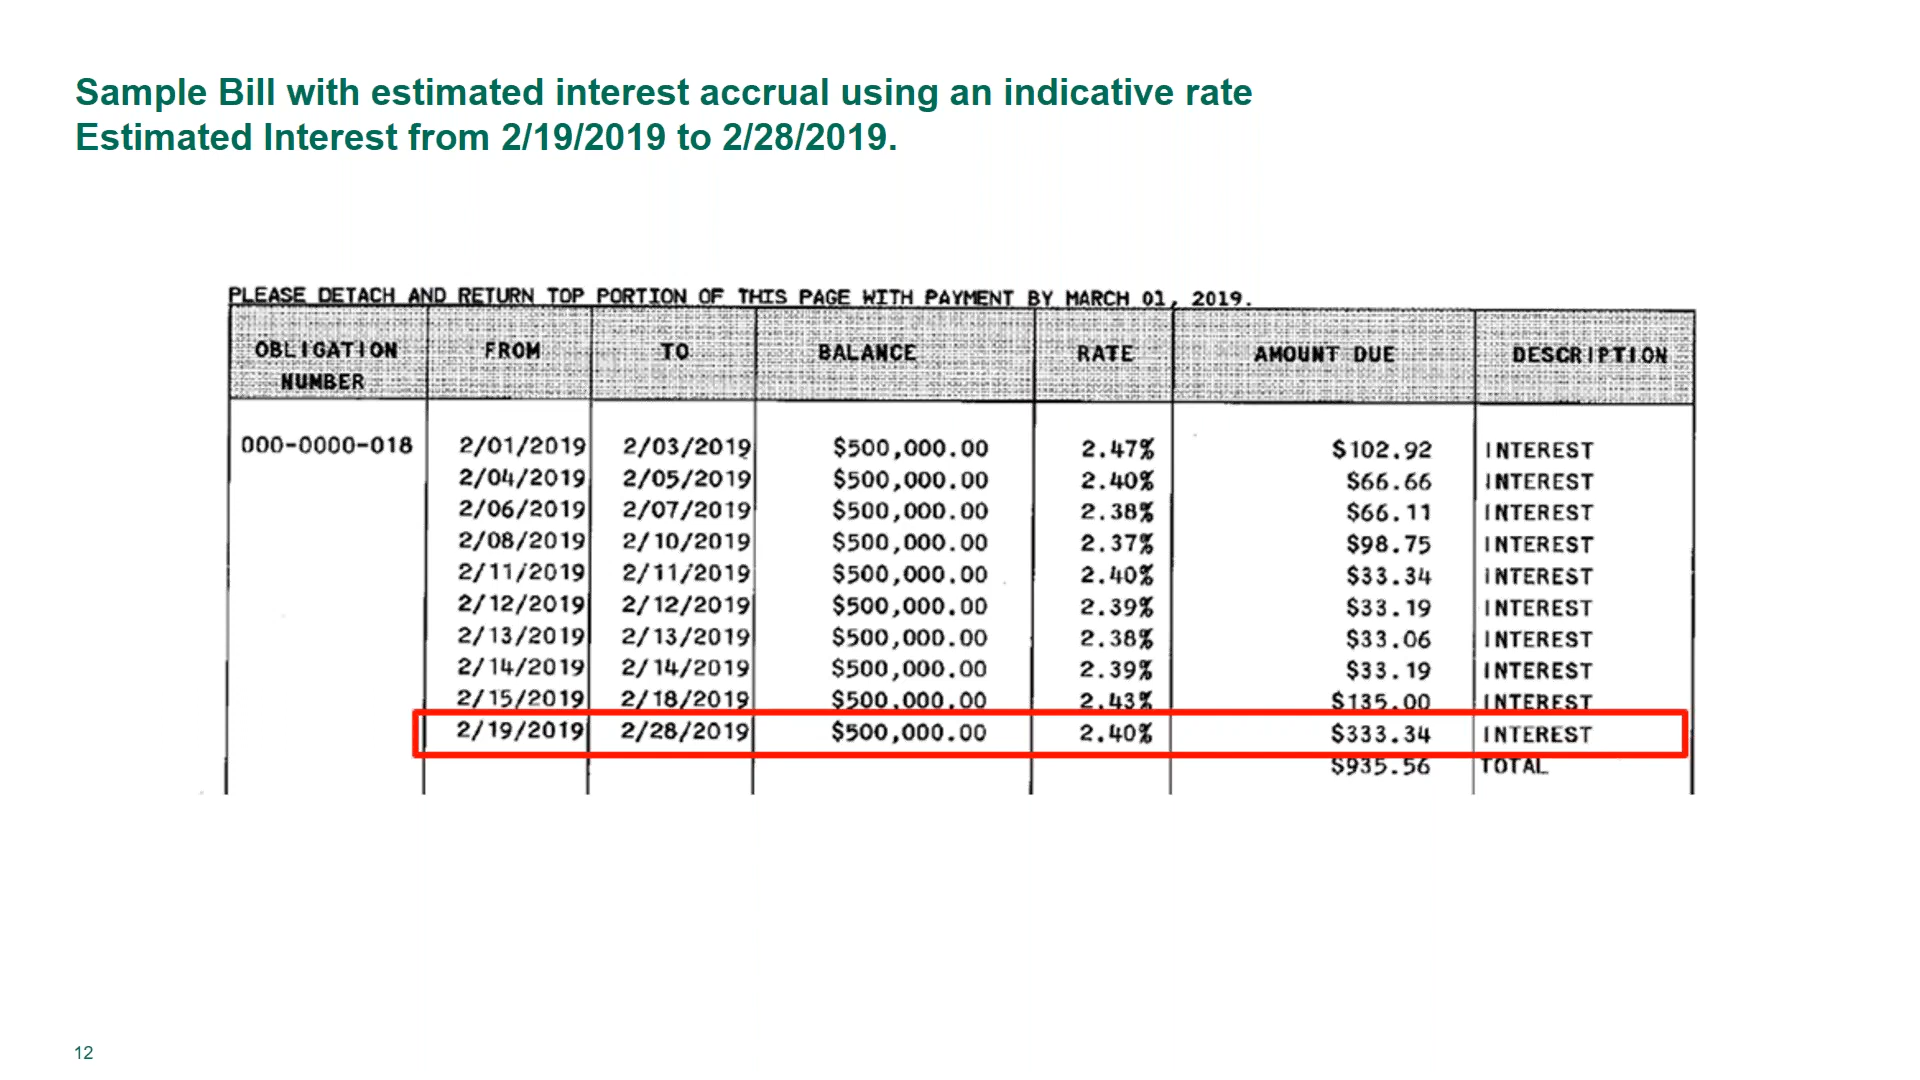 Sample Bill with estimated interest accrual using an indicative rate
Estimated Interest from 2/19/2019 to 2/28/2019.
PLEASE DETACH AND RETURN TOP PORTION OF THIS PAGE WITH PAYMENT BY MARCH 01, 2019.
OBLIGATION NUMBER FROM TO BALANCE RATE AMOUNT DUE DESCRIPTION
000-0000-018 2/01/2019 2/03/2019 $500,000.00 2.47% $102.92 INTEREST
2/04/2019 2/05/2019 $500,000.00 2.40% $66.66 INTEREST
2/06/2019 2/07/2019 $500,000.00 2.38% $66.11 INTEREST
2/08/2019 2/10/2019 $500,000.00 2.37% $98.75 INTEREST
2/11/2019 2/11/2019 $500,000.00 2.40% $33.34 INTEREST
2/12/2019 2/12/2019 $500,000.00 2.39% $33.19 INTEREST
2/13/2019 2/13/2019 $500,000.00 2.38% $33.06 INTEREST
2/14/2019 2/14/2019 $500,000.00 2.39% $33.19 INTEREST
2/15/2019 2/18/2019 $500,000.00 2.43% $135.00 INTEREST
2/19/2019 2/28/2019 $500,000.00 2.40% $333.34 INTEREST
$935.56 TOTAL
12